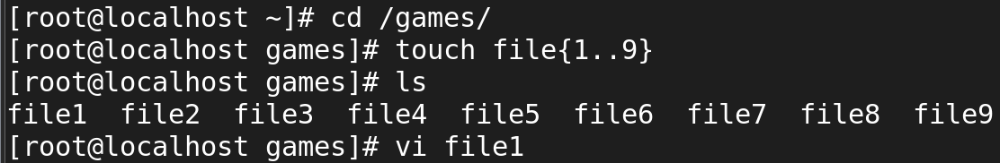 [root@localhost ~]# cd /games/
[root@localhost games]# touch file{1..9}
[root@localhost games]# ls
file1  file2  file3  file4  file5  file6  file7  file8  file9
[root@localhost games]# vi file1